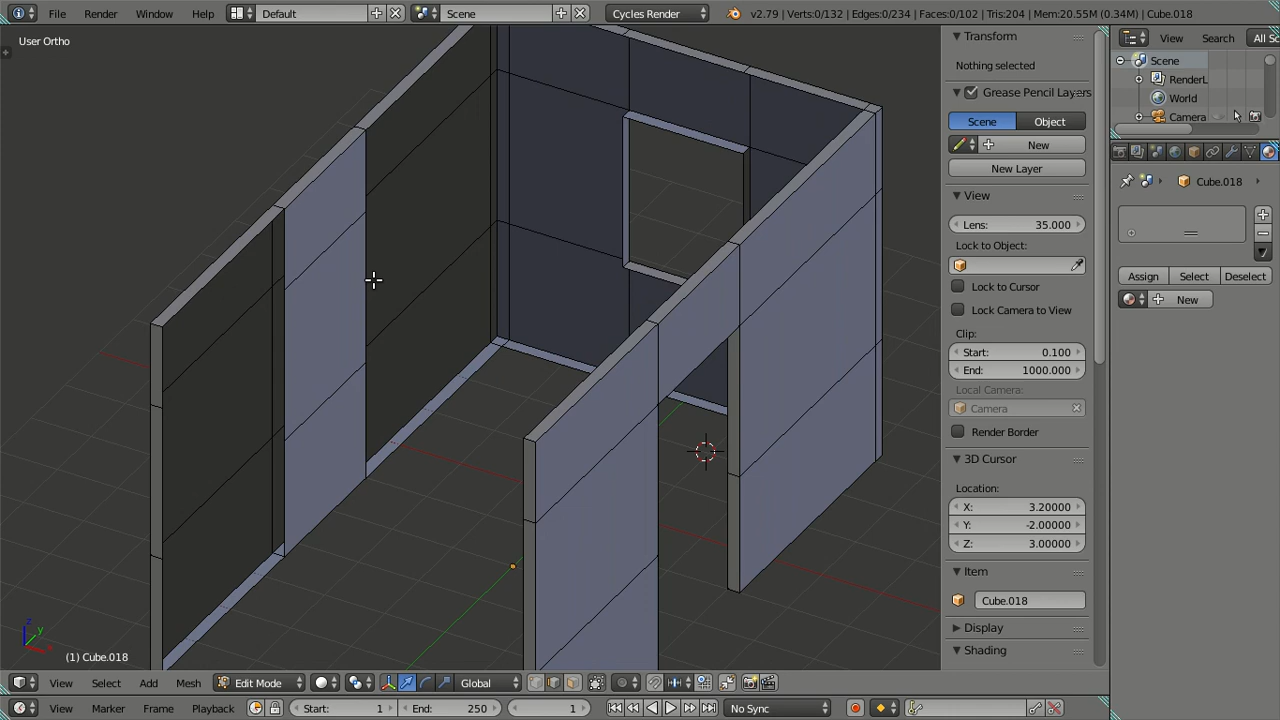 File Render Window Help Default Scene Cycles Render v2.79 | Verts:0/132 | Edges:0/234 | Faces:0/102 | Tris:204 | Mem:20.55M (0.34M) | Cube.018
User Ortho
Transform
Nothing selected
Grease Pencil Layers
Scene Object
New
New Layer
View
Lens: 35.000
Lock to Object:
Lock to Cursor
Lock Camera to View
Clip:
Start: 0.100
End: 1000.000
Local Camera:
Camera
Render Border
3D Cursor
Location:
X: 3.20000
Y: -2.00000
Z: 3.00000
Item
Cube.018
Display
Shading
View Search All Sc
Scene
RenderL
World
Camera
Cube.018
Assign Select Deselect
New
z
y
x
(1) Cube.018
View Select Add Mesh Edit Mode Global
View Marker Frame Playback Start: 1 End: 250 1 No Sync